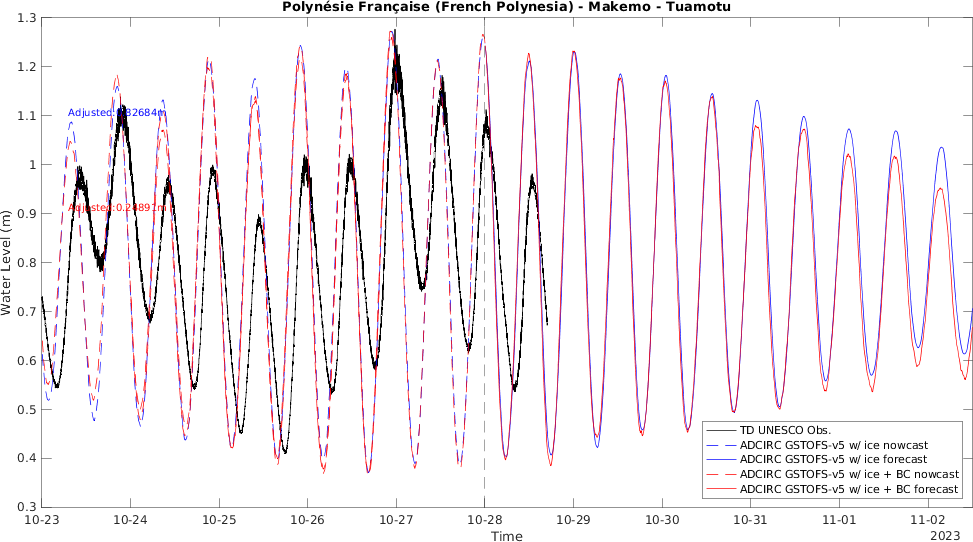 Polynésie Française (French Polynesia) - Makemo - Tuamotu
1.3
1.2
1.1
1
0.9
0.8
0.7
0.6
0.5
0.4
0.3
Water Level (m)
Adjusted:0.24891m
TD UNESCO Obs.
ADCIRC GSTOFS-v5 w/ ice nowcast
ADCIRC GSTOFS-v5 w/ ice forecast
ADCIRC GSTOFS-v5 w/ ice + BC nowcast
ADCIRC GSTOFS-v5 w/ ice + BC forecast
10-23 10-24 10-25 10-26 10-27 10-28 10-29 10-30 10-31 11-01 11-02
Time 2023